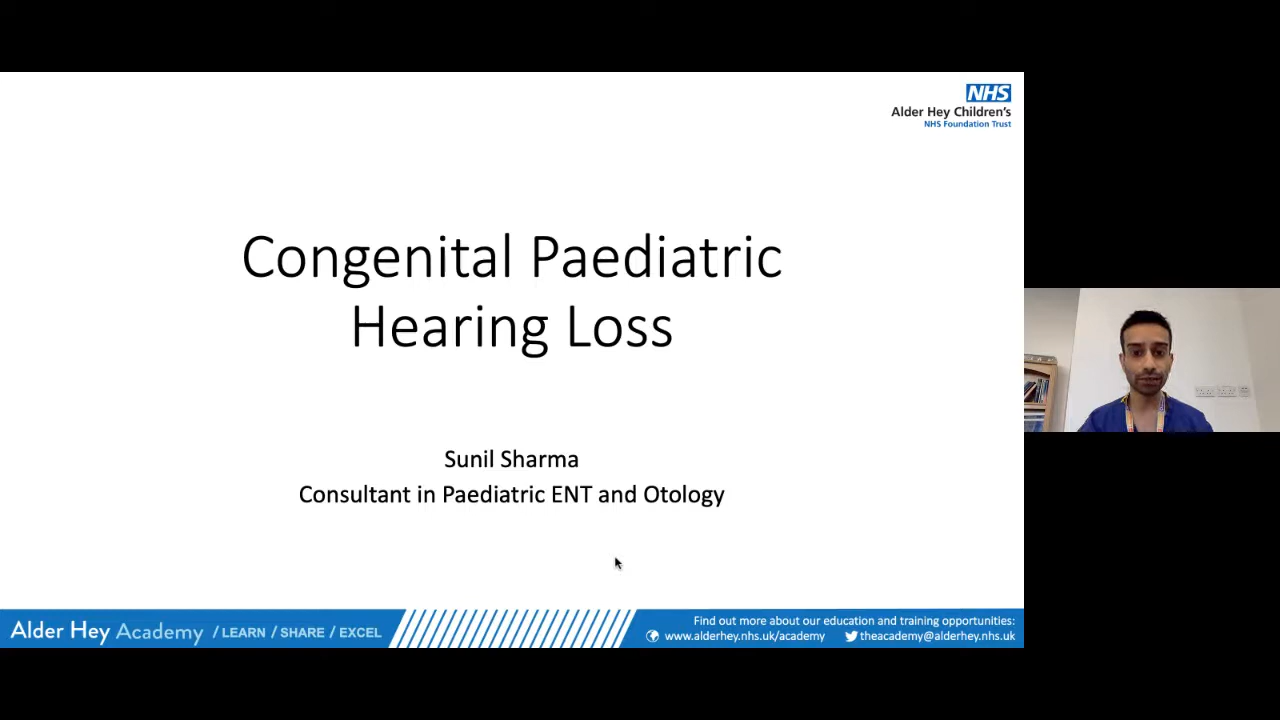 NHS
Alder Hey Children's
NHS Foundation Trust
Congenital Paediatric
Hearing Loss
Sunil Sharma
Consultant in Paediatric ENT and Otology
Alder Hey Academy / LEARN / SHARE / EXCEL
Find out more about our education and training opportunities:
www.alderhey.nhs.uk/academy theacademy@alderhey.nhs.uk